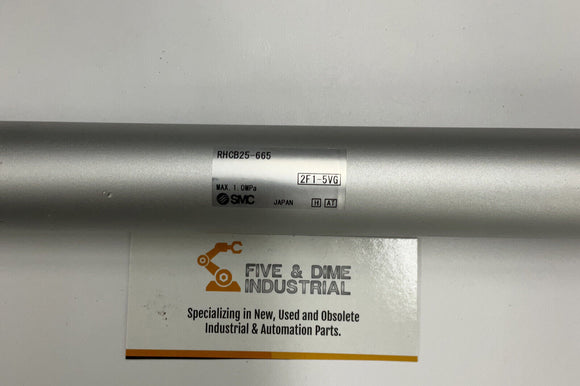 RHCB25-665
2F1-5VG
MAX.1.0MPa
SMC JAPAN H AT
FIVE & DIME
INDUSTRIAL
Specializing in New, Used and Obsolete
Industrial & Automation Parts.